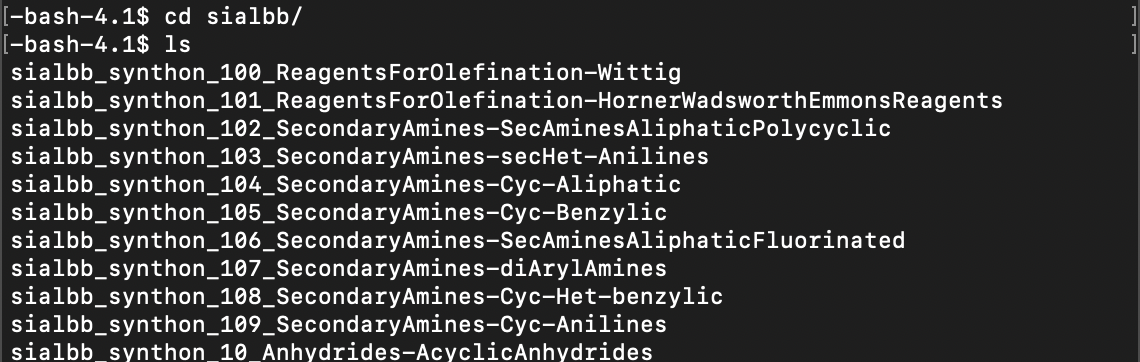 [-bash-4.1$ cd sialbb/ ]
[-bash-4.1$ ls ]
sialbb_synthon_100_ReagentsForOlefination-Wittig
sialbb_synthon_101_ReagentsForOlefination-HornerWadsworthEmmonsReagents
sialbb_synthon_102_SecondaryAmines-SecAminesAliphaticPolycyclic
sialbb_synthon_103_SecondaryAmines-secHet-Anilines
sialbb_synthon_104_SecondaryAmines-Cyc-Aliphatic
sialbb_synthon_105_SecondaryAmines-Cyc-Benzylic
sialbb_synthon_106_SecondaryAmines-SecAminesAliphaticFluorinated
sialbb_synthon_107_SecondaryAmines-diArylAmines
sialbb_synthon_108_SecondaryAmines-Cyc-Het-benzylic
sialbb_synthon_109_SecondaryAmines-Cyc-Anilines
sialbb_synthon_10_Anhydrides-AcyclicAnhydrides